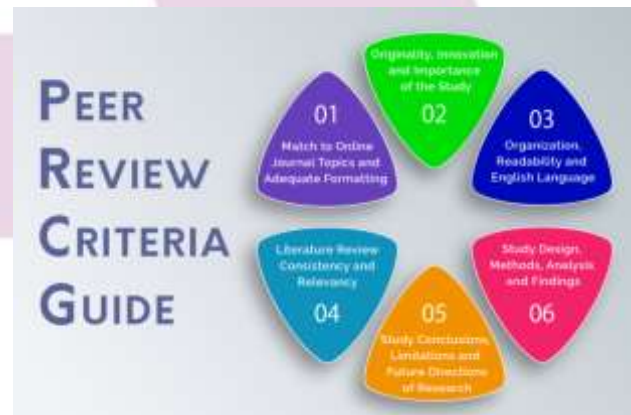 PEER
REVIEW
CRITERIA
GUIDE
01
Match to Online
Journal Topics and
Adequate Formatting
Originality, Innovation
and Importance
of the Study
02
03
Organization,
Readability and
English Language
Literature Review
Consistency and
Relevancy
04
05
Study Conclusions,
Limitations and
Future Directions
of Research
Study Design,
Methods, Analysis
and Findings
06